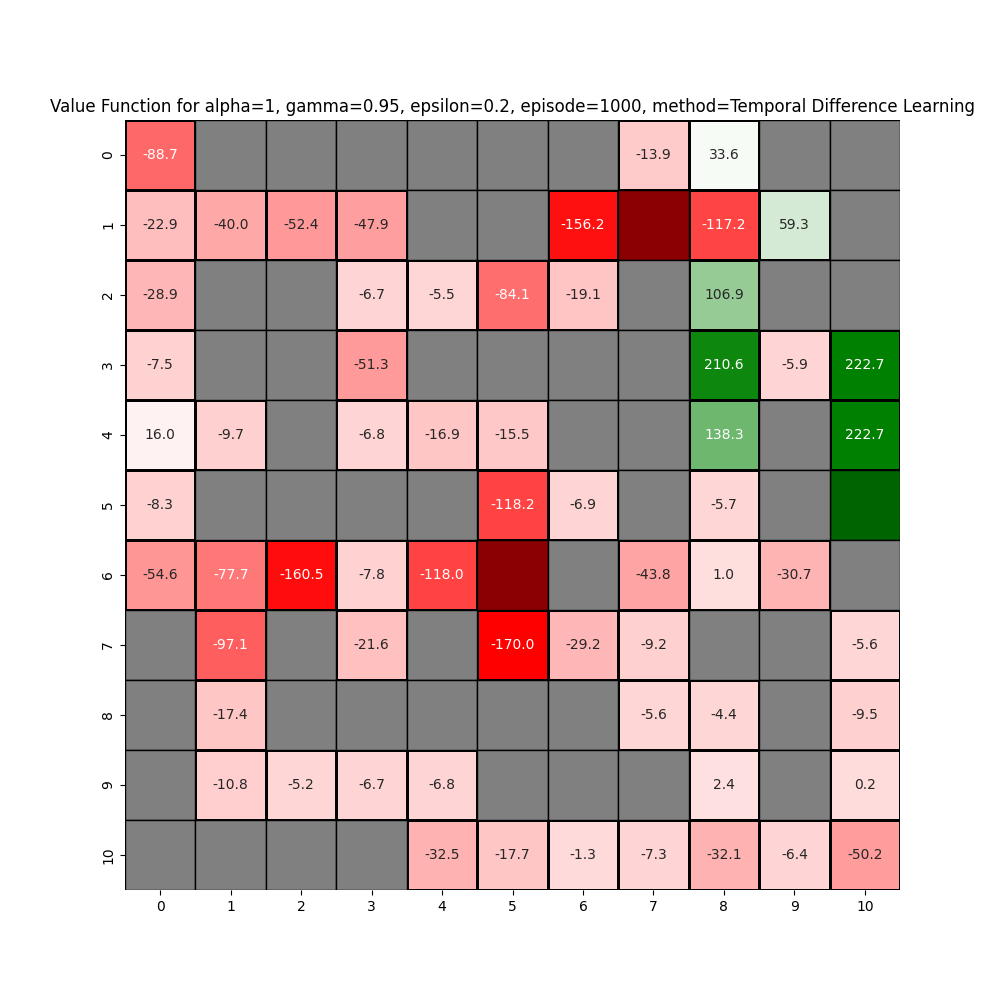 Value Function for alpha=1, gamma=0.95, epsilon=0.2, episode=1000, method=Temporal Difference Learning
0 -88.7 -13.9 33.6
1 -22.9 -40.0 -52.4 -47.9 -156.2 -117.2 59.3
2 -28.9 -6.7 -5.5 -84.1 -19.1 106.9
3 -7.5 -51.3 210.6 -5.9 222.7
4 16.0 -9.7 -6.8 -16.9 -15.5 138.3 222.7
5 -8.3 -118.2 -6.9 -5.7
6 -54.6 -77.7 -160.5 -7.8 -118.0 -43.8 1.0 -30.7
7 -97.1 -21.6 -170.0 -29.2 -9.2 -5.6
8 -17.4 -5.6 -4.4 -9.5
9 -10.8 -5.2 -6.7 -6.8 2.4 0.2
10 -32.5 -17.7 -1.3 -7.3 -32.1 -6.4 -50.2
0 1 2 3 4 5 6 7 8 9 10